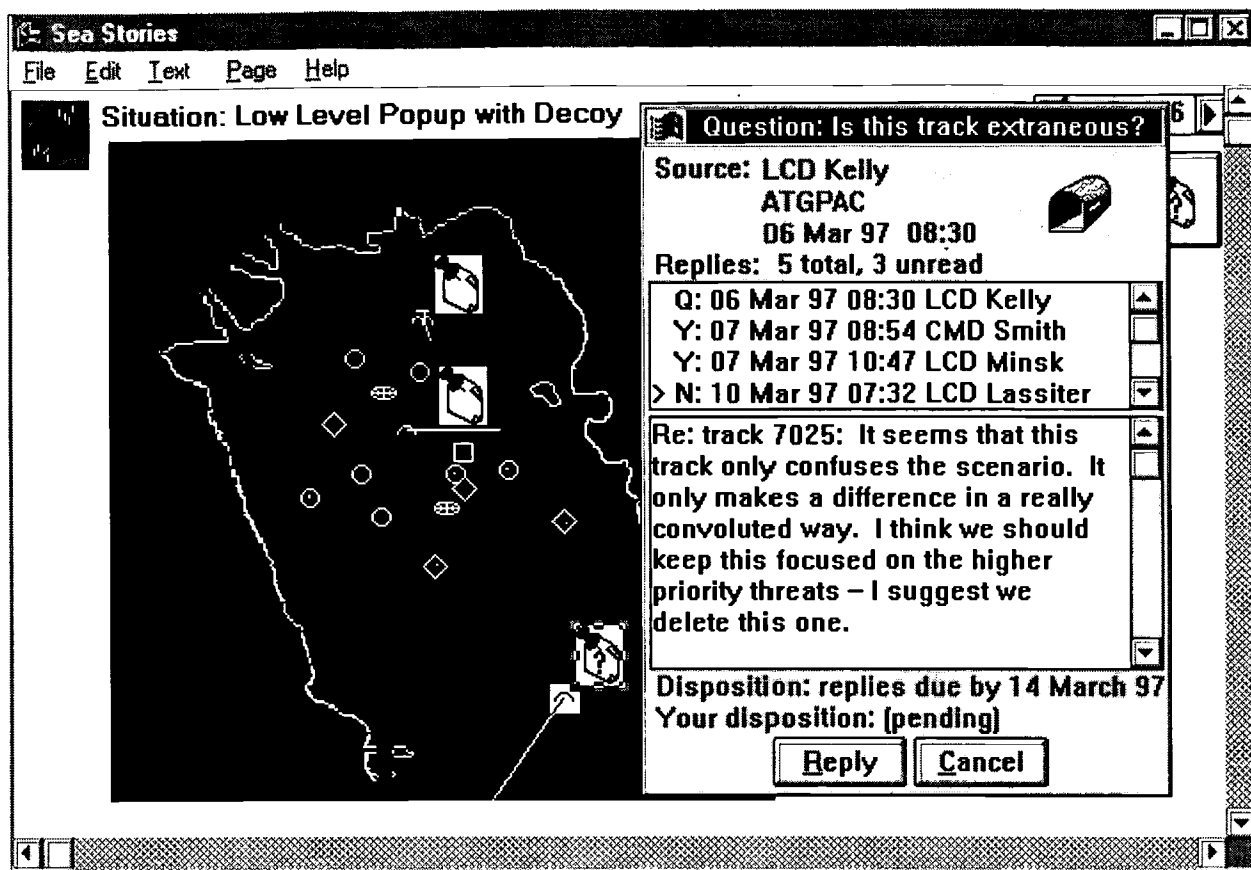 Sea Stories
File Edit Text Page Help
Situation: Low Level Popup with Decoy
6
Question: Is this track extraneous?
Source: LCD Kelly
ATGPAC
06 Mar 97 08:30
Replies: 5 total, 3 unread
Q: 06 Mar 97 08:30 LCD Kelly
Y: 07 Mar 97 08:54 CMD Smith
Y: 07 Mar 97 10:47 LCD Minsk
> N: 10 Mar 97 07:32 LCD Lassiter
Re: track 7025: It seems that this
track only confuses the scenario. It
only makes a difference in a really
convoluted way. I think we should
keep this focused on the higher
priority threats – I suggest we
delete this one.
Disposition: replies due by 14 March 97
Your disposition: (pending)
Reply Cancel
?
?